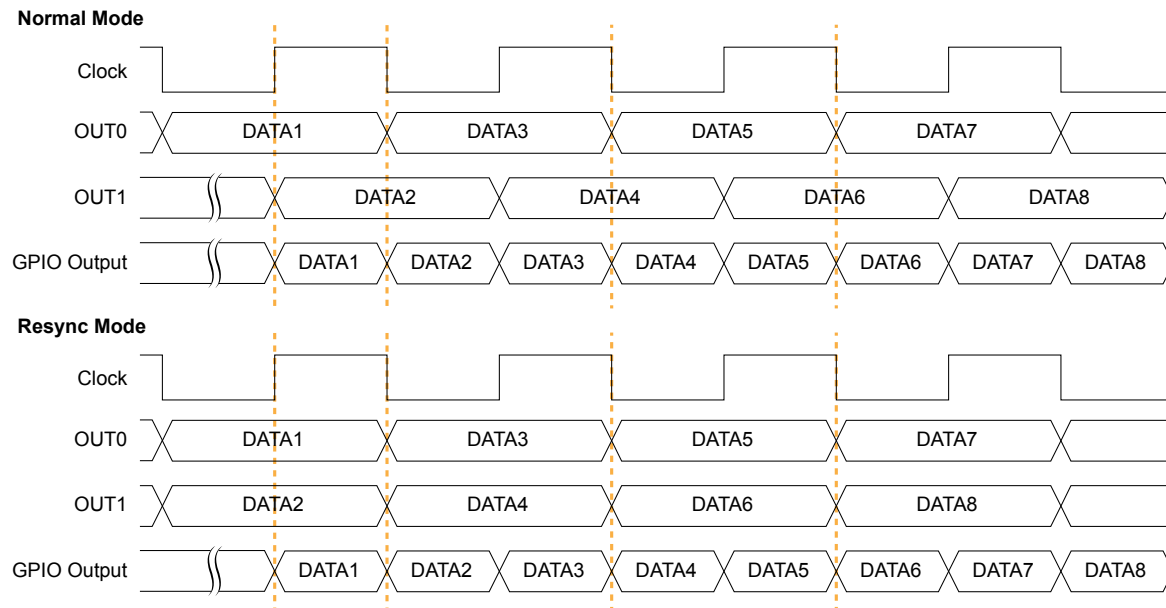 Normal Mode
Clock
OUT0 DATA1 DATA3 DATA5 DATA7
OUT1 DATA2 DATA4 DATA6 DATA8
GPIO Output DATA1 DATA2 DATA3 DATA4 DATA5 DATA6 DATA7 DATA8
Resync Mode
Clock
OUT0 DATA1 DATA3 DATA5 DATA7
OUT1 DATA2 DATA4 DATA6 DATA8
GPIO Output DATA1 DATA2 DATA3 DATA4 DATA5 DATA6 DATA7 DATA8